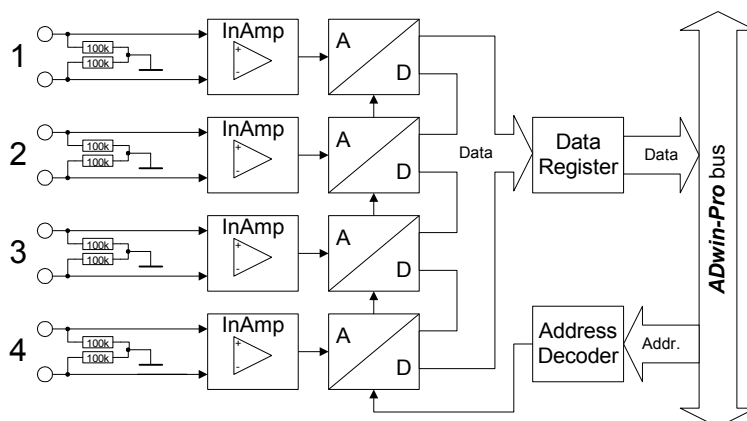 1
100k
100k
InAmp
+
-
A
D
2
100k
100k
InAmp
+
-
A
D
3
100k
100k
InAmp
+
-
A
D
4
100k
100k
InAmp
+
-
A
D
Data
Data
Register
Data
Address
Decoder
Addr.
ADwin-Pro bus